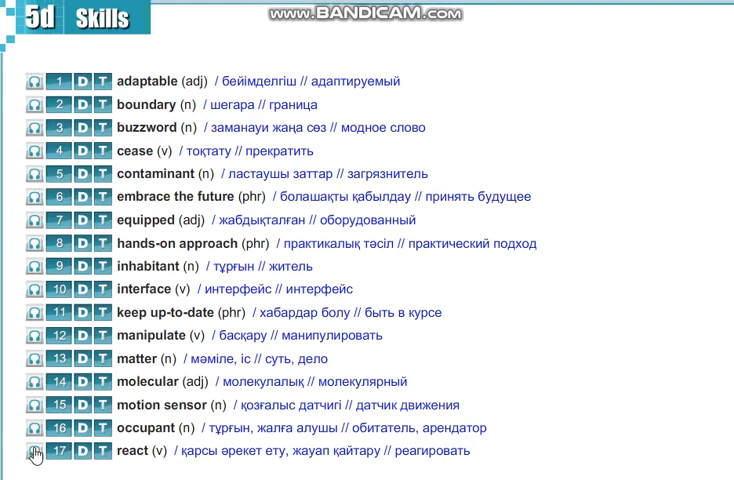 5d Skills
www.BANDICAM.com
1 D T adaptable (adj) / бейімделгіш // адаптируемый
2 D T boundary (n) / шегара // граница
3 D T buzzword (n) / заманауи жаңа сөз // модное слово
4 D T cease (v) / тоқтату // прекратить
5 D T contaminant (n) / ластаушы заттар // загрязнитель
6 D T embrace the future (phr) / болашақты қабылдау // принять будущее
7 D T equipped (adj) / жабдықталған // оборудованный
8 D T hands-on approach (phr) / практикалық тәсіл // практический подход
9 D T inhabitant (n) / тұрғын // житель
10 D T interface (v) / интерфейс // интерфейс
11 D T keep up-to-date (phr) / хабардар болу // быть в курсе
12 D T manipulate (v) / басқару // манипулировать
13 D T matter (n) / мәміле, іс // суть, дело
14 D T molecular (adj) / молекулалық // молекулярный
15 D T motion sensor (n) / қозғалыс датчигі // датчик движения
16 D T occupant (n) / тұрғын, жалға алушы // обитатель, арендатор
17 D T react (v) / қарсы әрекет ету, жауап қайтару // реагировать